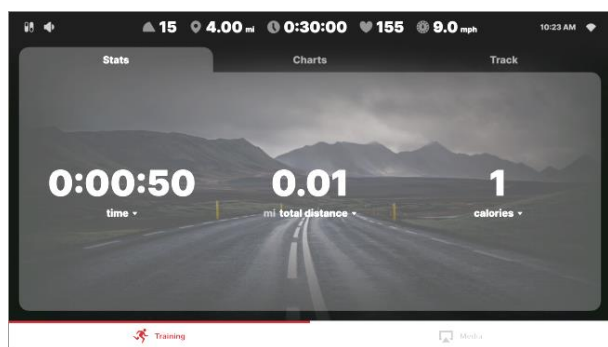 15 4.00 mi 0:30:00 155 9.0 mph 10:23 AM
Stats Charts Track
0:00:50 0.01 1
time mi total distance calories
Training Media